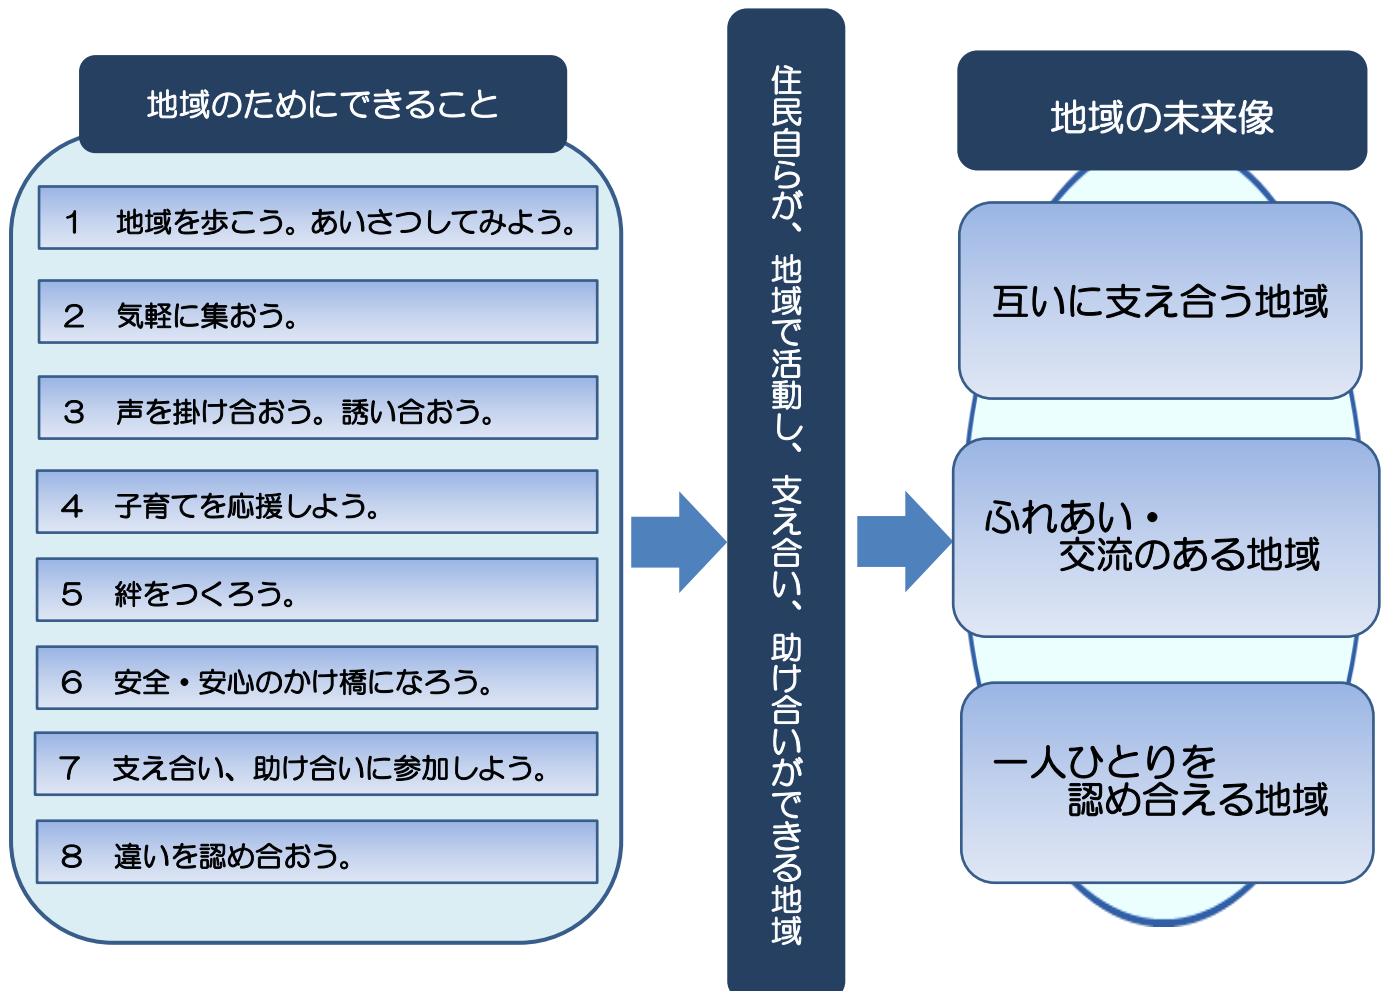 地域のためにできること
1 地域を歩こう。あいさつしてみよう。
2 気軽に集おう。
3 声を掛け合おう。誘い合おう。
4 子育てを応援しよう。
5 絆をつくろう。
6 安全・安心のかけ橋になろう。
7 支え合い、助け合いに参加しよう。
8 違いを認め合おう。
住民自らが、地域で活動し、支え合い、助け合いができる地域
地域の未来像
互いに支え合う地域
ふれあい・
交流のある地域
一人ひとりを
認め合える地域